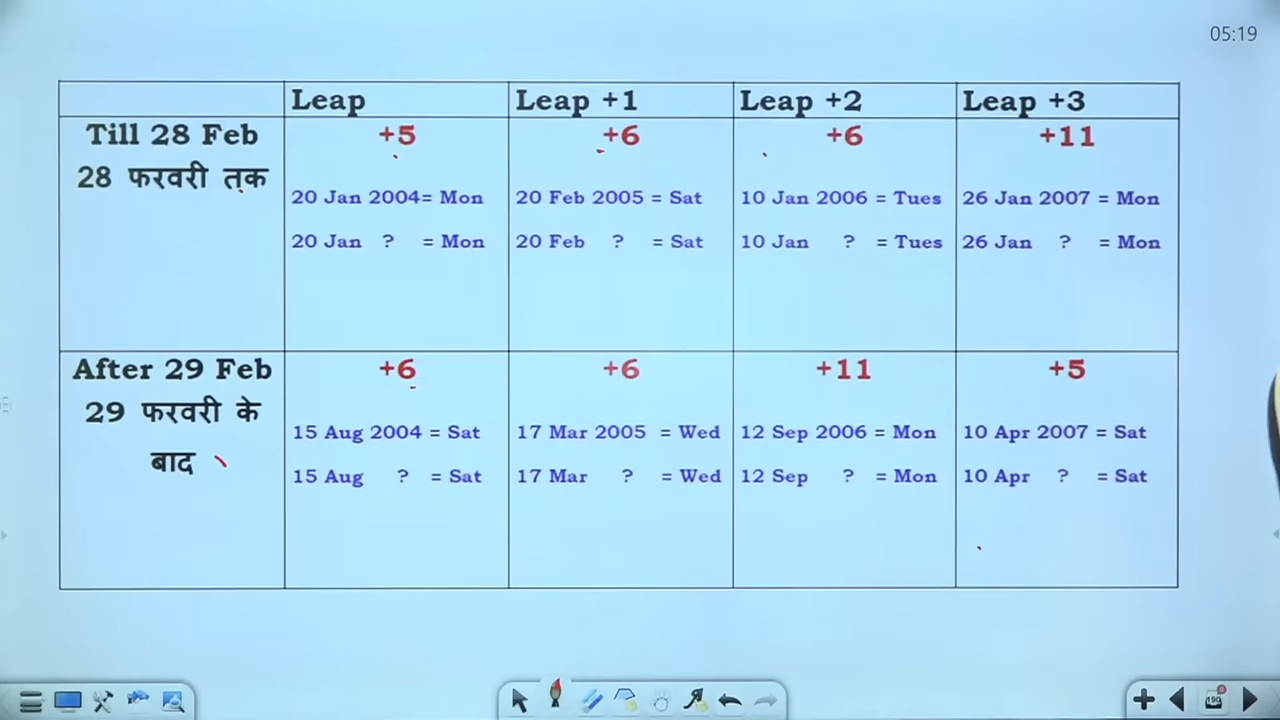 05:19
Leap Leap +1 Leap +2 Leap +3
Till 28 Feb +5 +6 +6 +11
28 फरवरी तक
20 Jan 2004= Mon 20 Feb 2005 = Sat 10 Jan 2006 = Tues 26 Jan 2007 = Mon
20 Jan ? = Mon 20 Feb ? = Sat 10 Jan ? = Tues 26 Jan ? = Mon
After 29 Feb +6 +6 +11 +5
29 फरवरी के
बाद
15 Aug 2004 = Sat 17 Mar 2005 = Wed 12 Sep 2006 = Mon 10 Apr 2007 = Sat
15 Aug ? = Sat 17 Mar ? = Wed 12 Sep ? = Mon 10 Apr ? = Sat